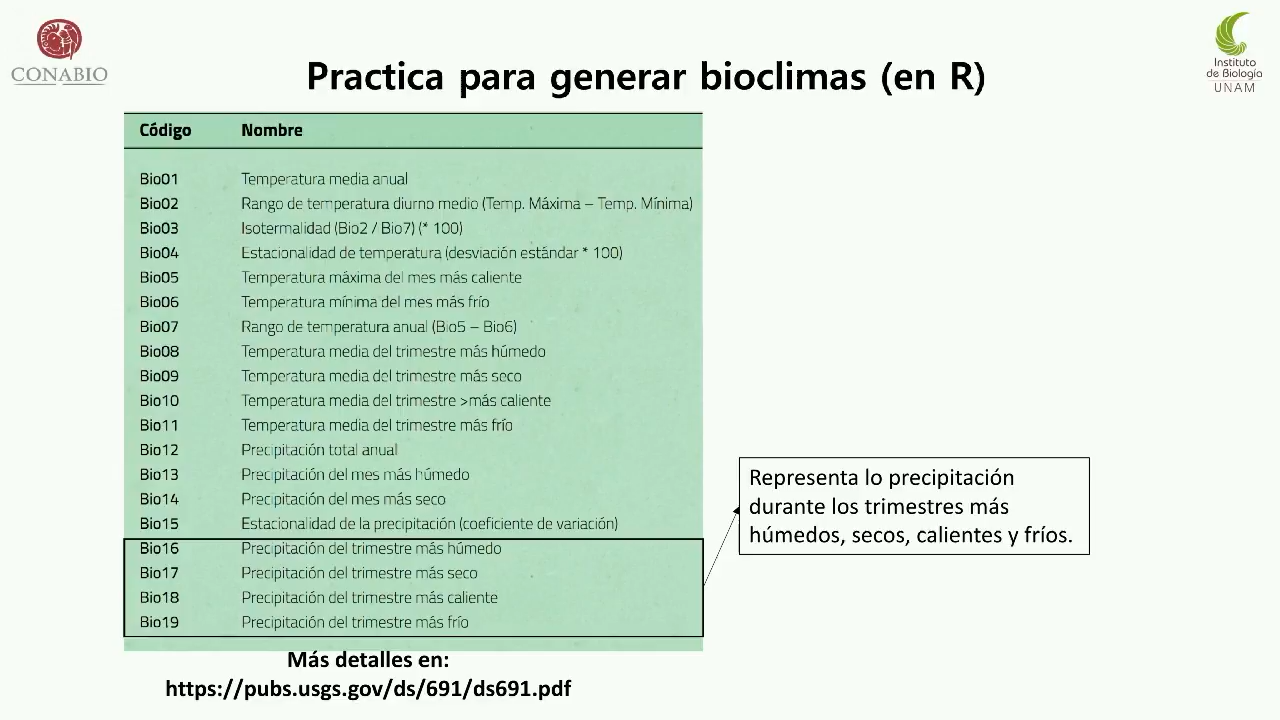 CONABIO
Instituto
de Biología
UNAM
Practica para generar bioclimas (en R)
Código Nombre
Bio01 Temperatura media anual
Bio02 Rango de temperatura diurno medio (Temp. Máxima – Temp. Mínima)
Bio03 Isotermalidad (Bio2 / Bio7) (* 100)
Bio04 Estacionalidad de temperatura (desviación estándar * 100)
Bio05 Temperatura máxima del mes más caliente
Bio06 Temperatura mínima del mes más frío
Bio07 Rango de temperatura anual (Bio5 – Bio6)
Bio08 Temperatura media del trimestre más húmedo
Bio09 Temperatura media del trimestre más seco
Bio10 Temperatura media del trimestre >más caliente
Bio11 Temperatura media del trimestre más frío
Bio12 Precipitación total anual
Bio13 Precipitación del mes más húmedo
Bio14 Precipitación del mes más seco
Bio15 Estacionalidad de la precipitación (coeficiente de variación)
Bio16 Precipitación del trimestre más húmedo
Bio17 Precipitación del trimestre más seco
Bio18 Precipitación del trimestre más caliente
Bio19 Precipitación del trimestre más frío
Representa lo precipitación
durante los trimestres más
húmedos, secos, calientes y fríos.
Más detalles en:
https://pubs.usgs.gov/ds/691/ds691.pdf